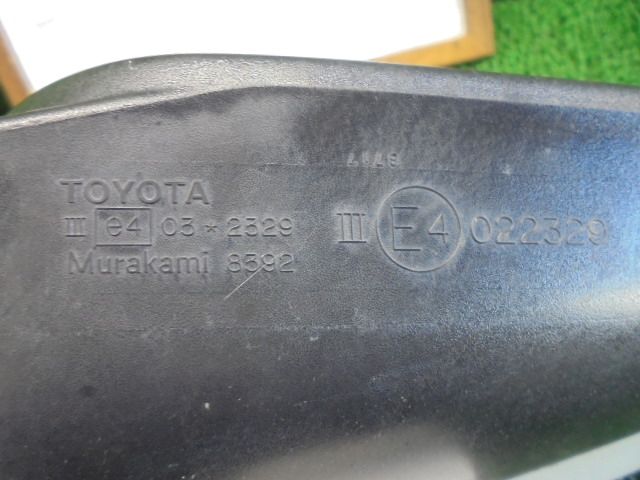 TOYOTA
III e4 03*2329
Murakami 8392
III E4 022329